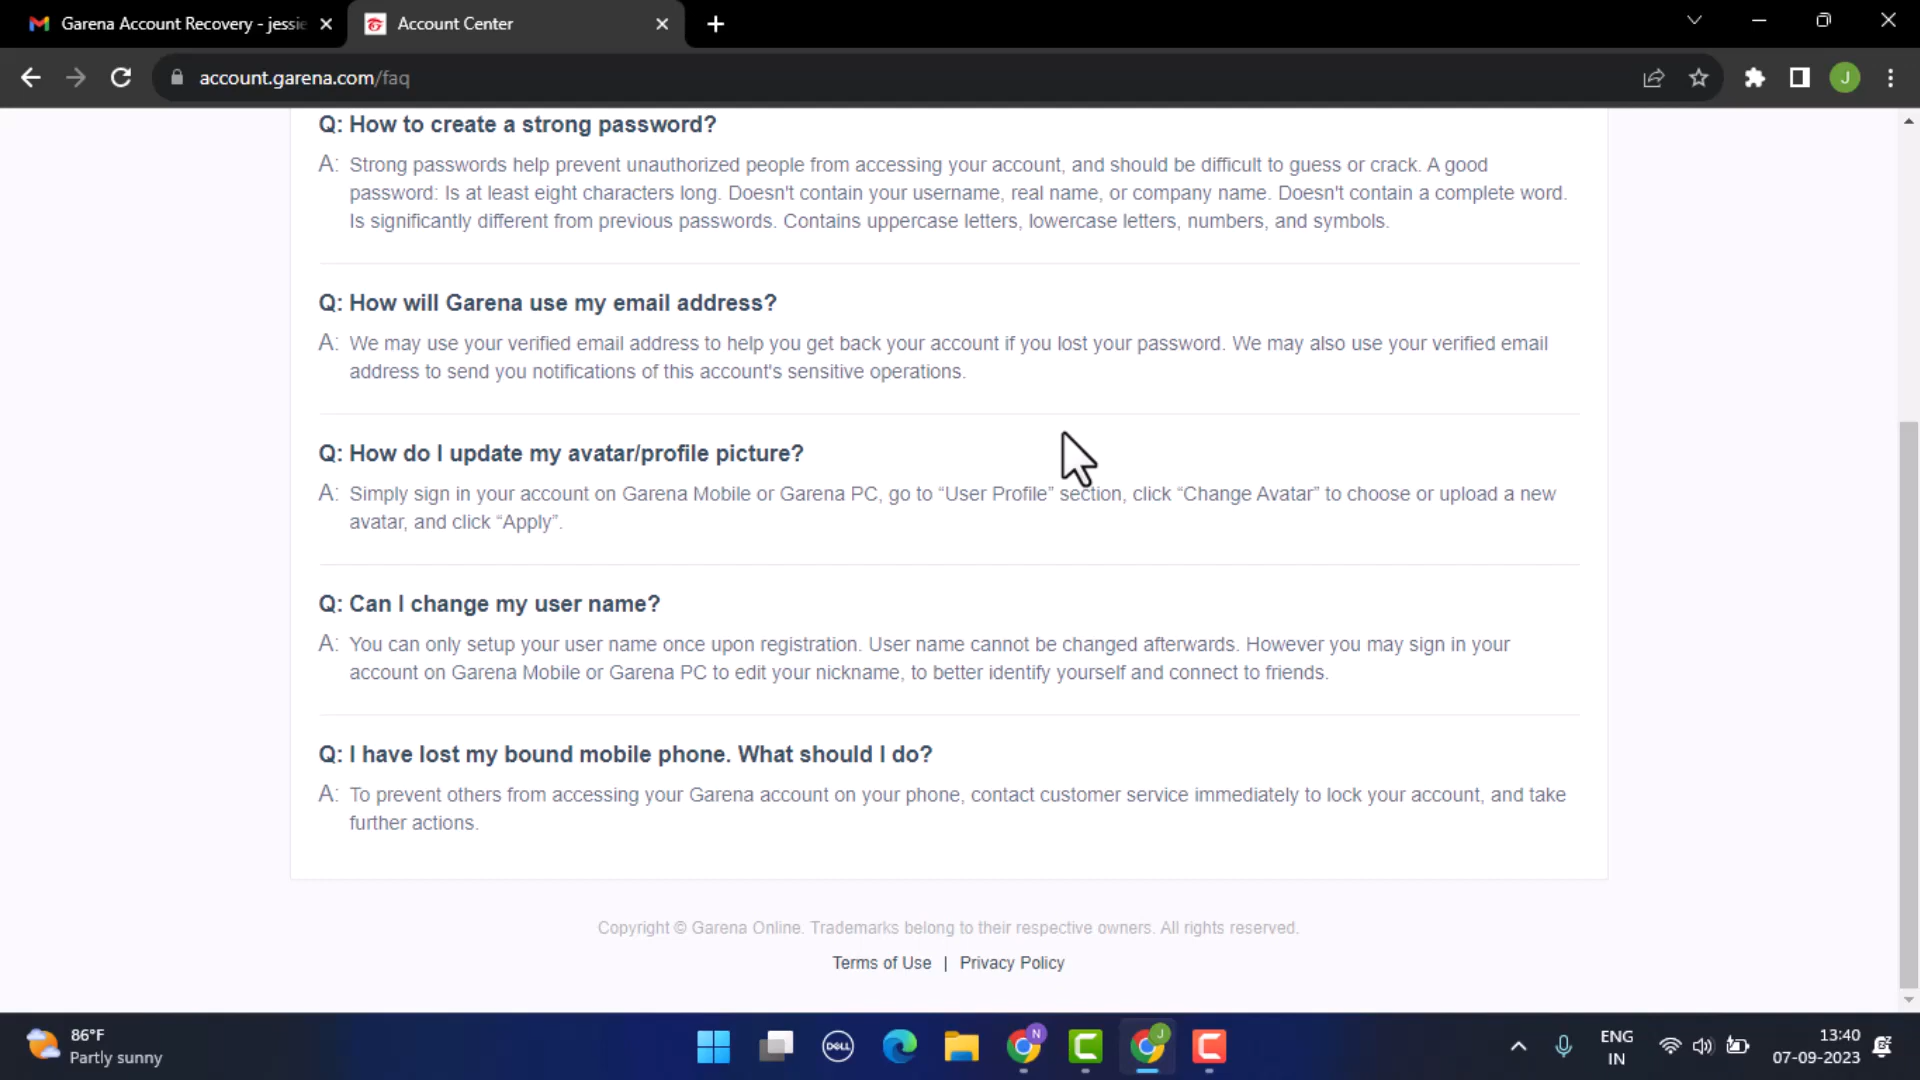 Garena Account Recovery - jessie
Account Center
account.garena.com/faq
J
Q: How to create a strong password?
A: Strong passwords help prevent unauthorized people from accessing your account, and should be difficult to guess or crack. A good
password: Is at least eight characters long. Doesn't contain your username, real name, or company name. Doesn't contain a complete word.
Is significantly different from previous passwords. Contains uppercase letters, lowercase letters, numbers, and symbols.
Q: How will Garena use my email address?
A: We may use your verified email address to help you get back your account if you lost your password. We may also use your verified email
address to send you notifications of this account's sensitive operations.
Q: How do I update my avatar/profile picture?
A: Simply sign in your account on Garena Mobile or Garena PC, go to “User Profile” section, click “Change Avatar” to choose or upload a new
avatar, and click “Apply”.
Q: Can I change my user name?
A: You can only setup your user name once upon registration. User name cannot be changed afterwards. However you may sign in your
account on Garena Mobile or Garena PC to edit your nickname, to better identify yourself and connect to friends.
Q: I have lost my bound mobile phone. What should I do?
A: To prevent others from accessing your Garena account on your phone, contact customer service immediately to lock your account, and take
further actions.
Copyright © Garena Online. Trademarks belong to their respective owners. All rights reserved.
Terms of Use | Privacy Policy
86°F
Partly sunny
DELL
N
J
ENG
IN
13:40
07-09-2023